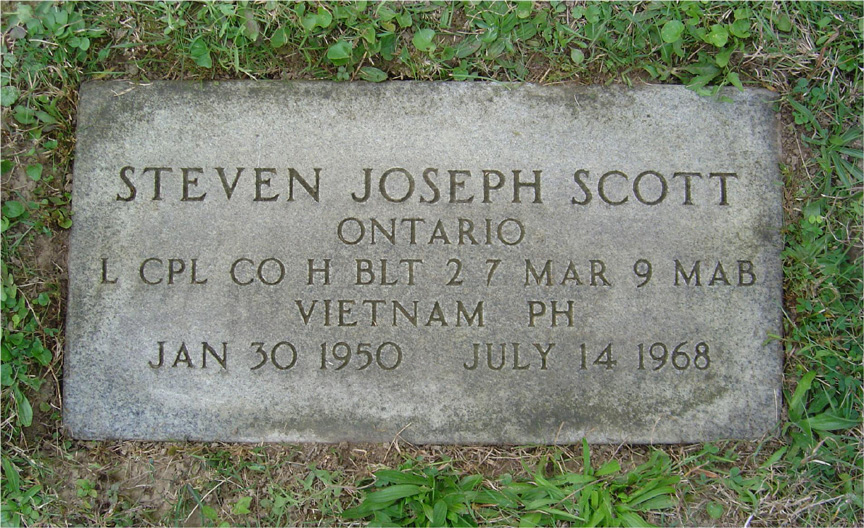 STEVEN JOSEPH SCOTT
ONTARIO
L CPL CO H BLT 2 7 MAR 9 MAB
VIETNAM PH
JAN 30 1950 JULY 14 1968